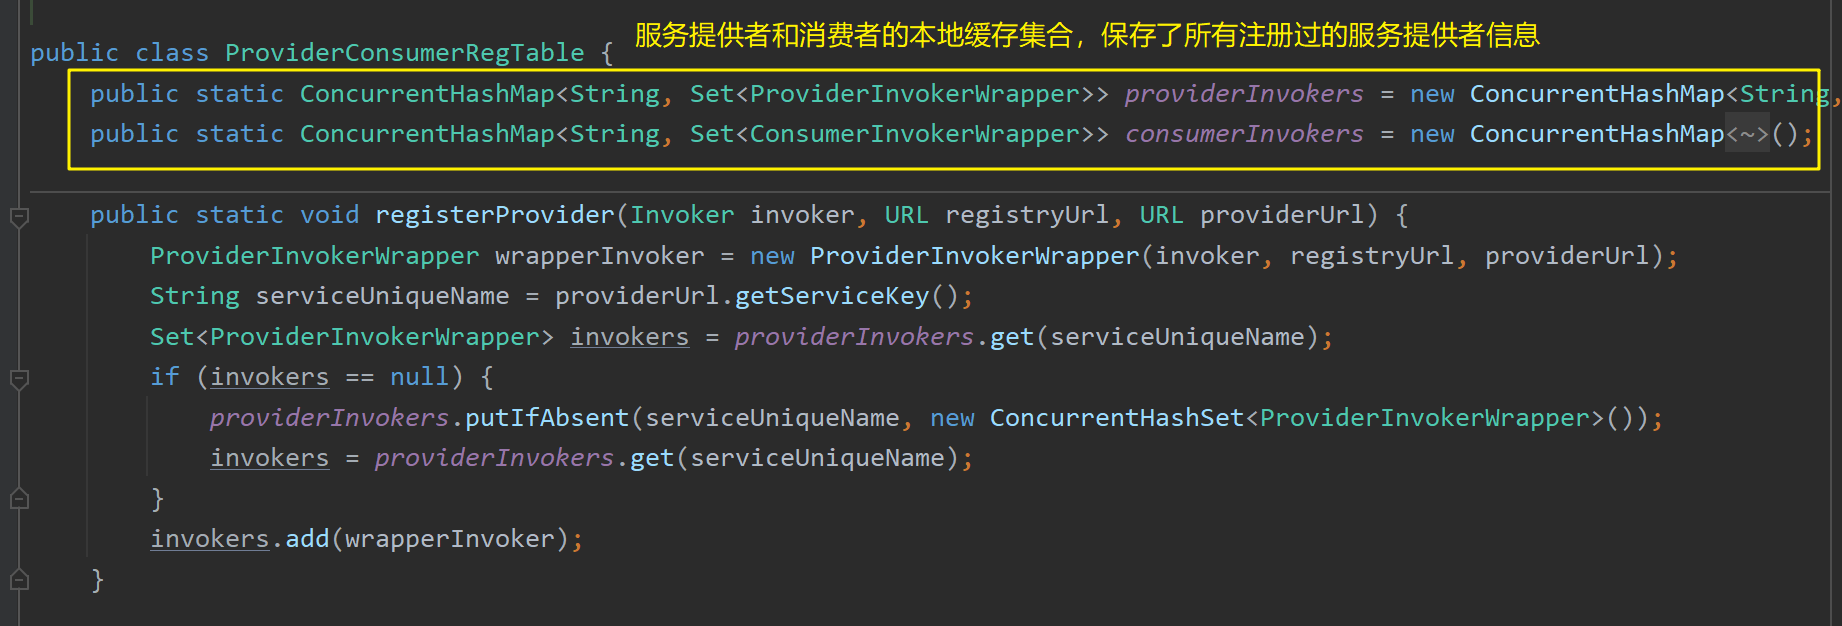 服务提供者和消费者的本地缓存集合，保存了所有注册过的服务提供者信息
public class ProviderConsumerRegTable {
public static ConcurrentHashMap<String, Set<ProviderInvokerWrapper>> providerInvokers = new ConcurrentHashMap<String,
public static ConcurrentHashMap<String, Set<ConsumerInvokerWrapper>> consumerInvokers = new ConcurrentHashMap<~>();
public static void registerProvider(Invoker invoker, URL registryUrl, URL providerUrl) {
ProviderInvokerWrapper wrapperInvoker = new ProviderInvokerWrapper(invoker, registryUrl, providerUrl);
String serviceUniqueName = providerUrl.getServiceKey();
Set<ProviderInvokerWrapper> invokers = providerInvokers.get(serviceUniqueName);
if (invokers == null) {
providerInvokers.putIfAbsent(serviceUniqueName, new ConcurrentHashSet<ProviderInvokerWrapper>());
invokers = providerInvokers.get(serviceUniqueName);
}
invokers.add(wrapperInvoker);
}